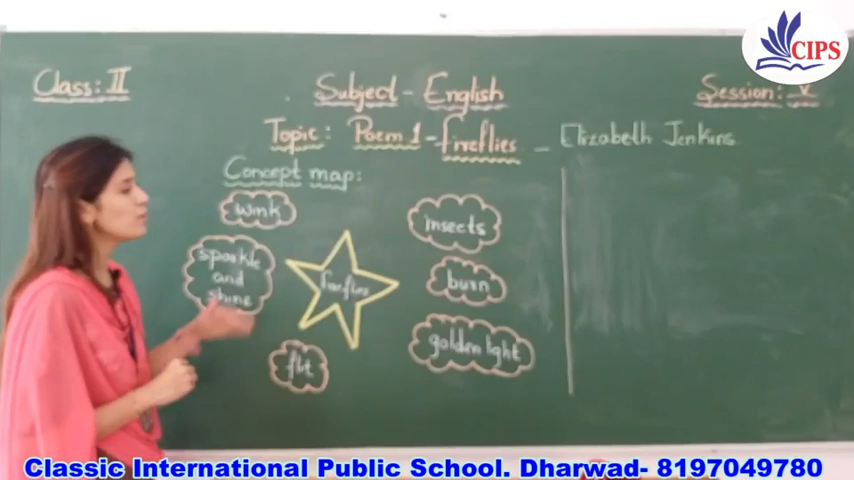 CIPS
Class: II
Subject - English
Session: V
Topic: Poem 1 - Fireflies - Elizabeth Jenkins
Concept map:
wink
sparkle
and
shine
flit
fireflies
insects
burn
golden light
Classic International Public School. Dharwad- 8197049780